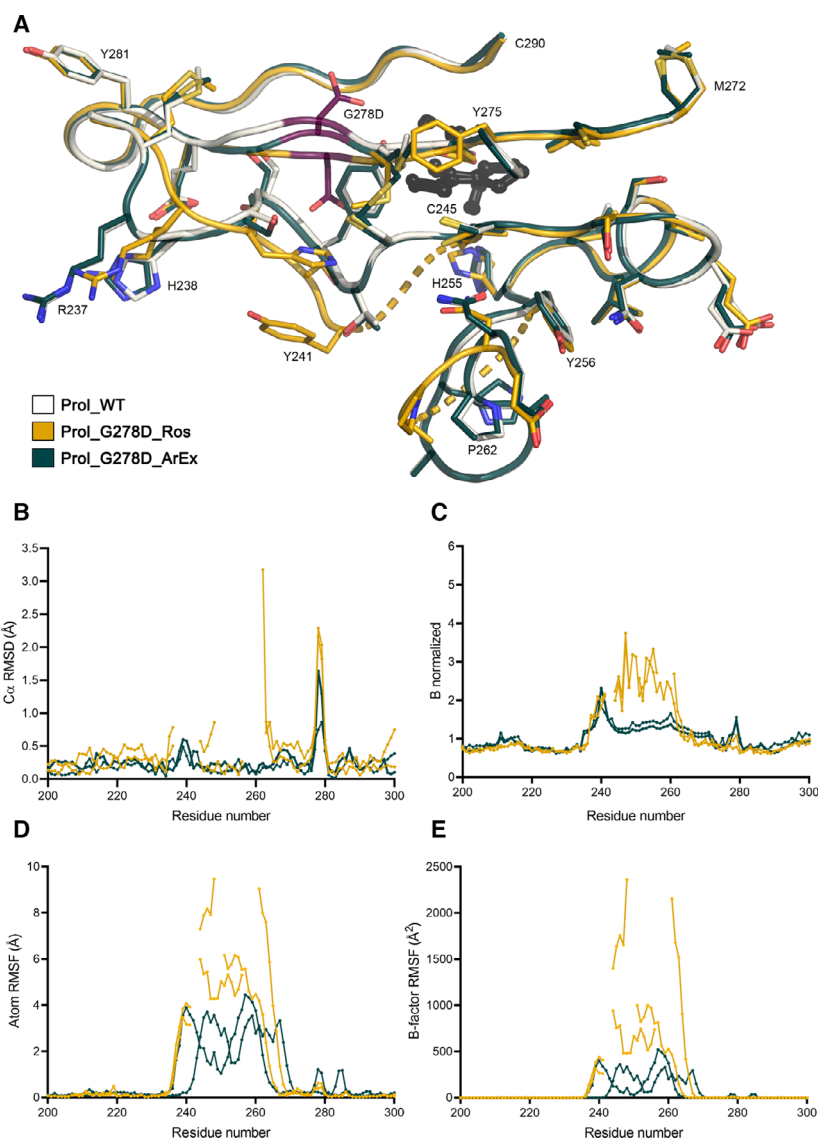 A
Y281
C290
M272
G278D
Y275
C245
H255
R237
H238
Y241
Y256
P262
Prol_WT
Prol_G278D_Ros
Prol_G278D_ArEx
B
Cα RMSD (Å)
3.5
3.0
2.5
2.0
1.5
1.0
0.5
0.0
200 220 240 260 280 300
Residue number
C
B normalized
6
5
4
3
2
1
0
200 220 240 260 280 300
Residue number
D
Atom RMSF (Å)
10
8
6
4
2
0
200 220 240 260 280 300
Residue number
E
B-factor RMSF (Å²)
2500
2000
1500
1000
500
0
200 220 240 260 280 300
Residue number